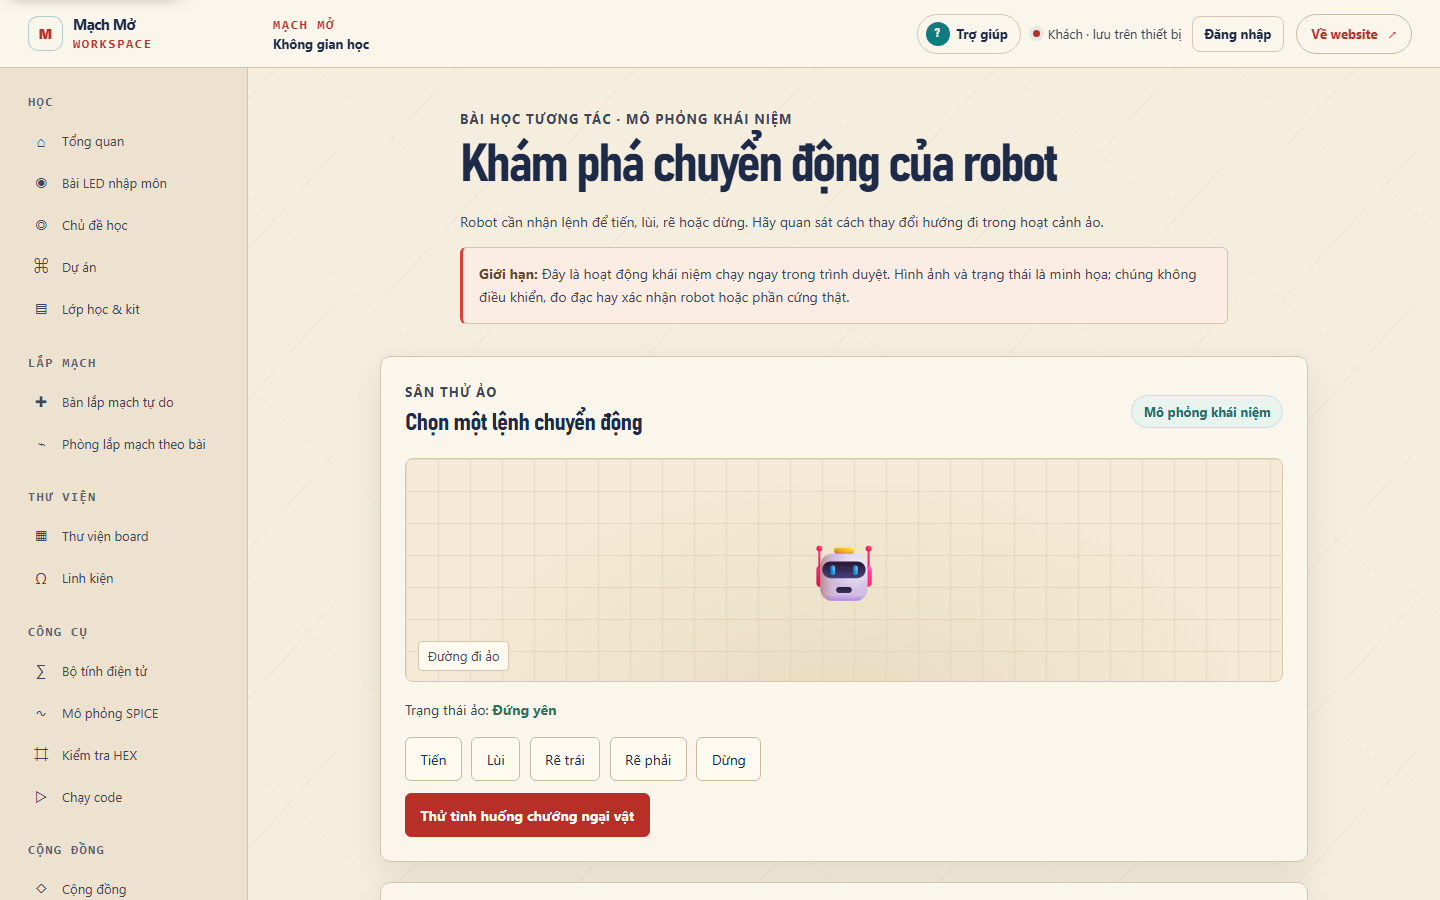 M
Mạch Mở
WORKSPACE
MẠCH MỞ
Không gian học
? Trợ giúp
Khách · lưu trên thiết bị
Đăng nhập
Về website ↗
HỌC
Tổng quan
Bài LED nhập môn
Chủ đề học
Dự án
Lớp học & kit
LẮP MẠCH
Bàn lắp mạch tự do
Phòng lắp mạch theo bài
THƯ VIỆN
Thư viện board
Linh kiện
CÔNG CỤ
Bộ tính điện tử
Mô phỏng SPICE
Kiểm tra HEX
Chạy code
CỘNG ĐỒNG
Cộng đồng
BÀI HỌC TƯƠNG TÁC · MÔ PHỎNG KHÁI NIỆM
Khám phá chuyển động của robot
Robot cần nhận lệnh để tiến, lùi, rẽ hoặc dừng. Hãy quan sát cách thay đổi hướng đi trong hoạt cảnh ảo.
Giới hạn: Đây là hoạt động khái niệm chạy ngay trong trình duyệt. Hình ảnh và trạng thái là minh họa; chúng không
điều khiển, đo đạc hay xác nhận robot hoặc phần cứng thật.
SÂN THỬ ẢO
Chọn một lệnh chuyển động
Mô phỏng khái niệm
Đường đi ảo
Trạng thái ảo: Đứng yên
Tiến
Lùi
Rẽ trái
Rẽ phải
Dừng
Thử tình huống chướng ngại vật